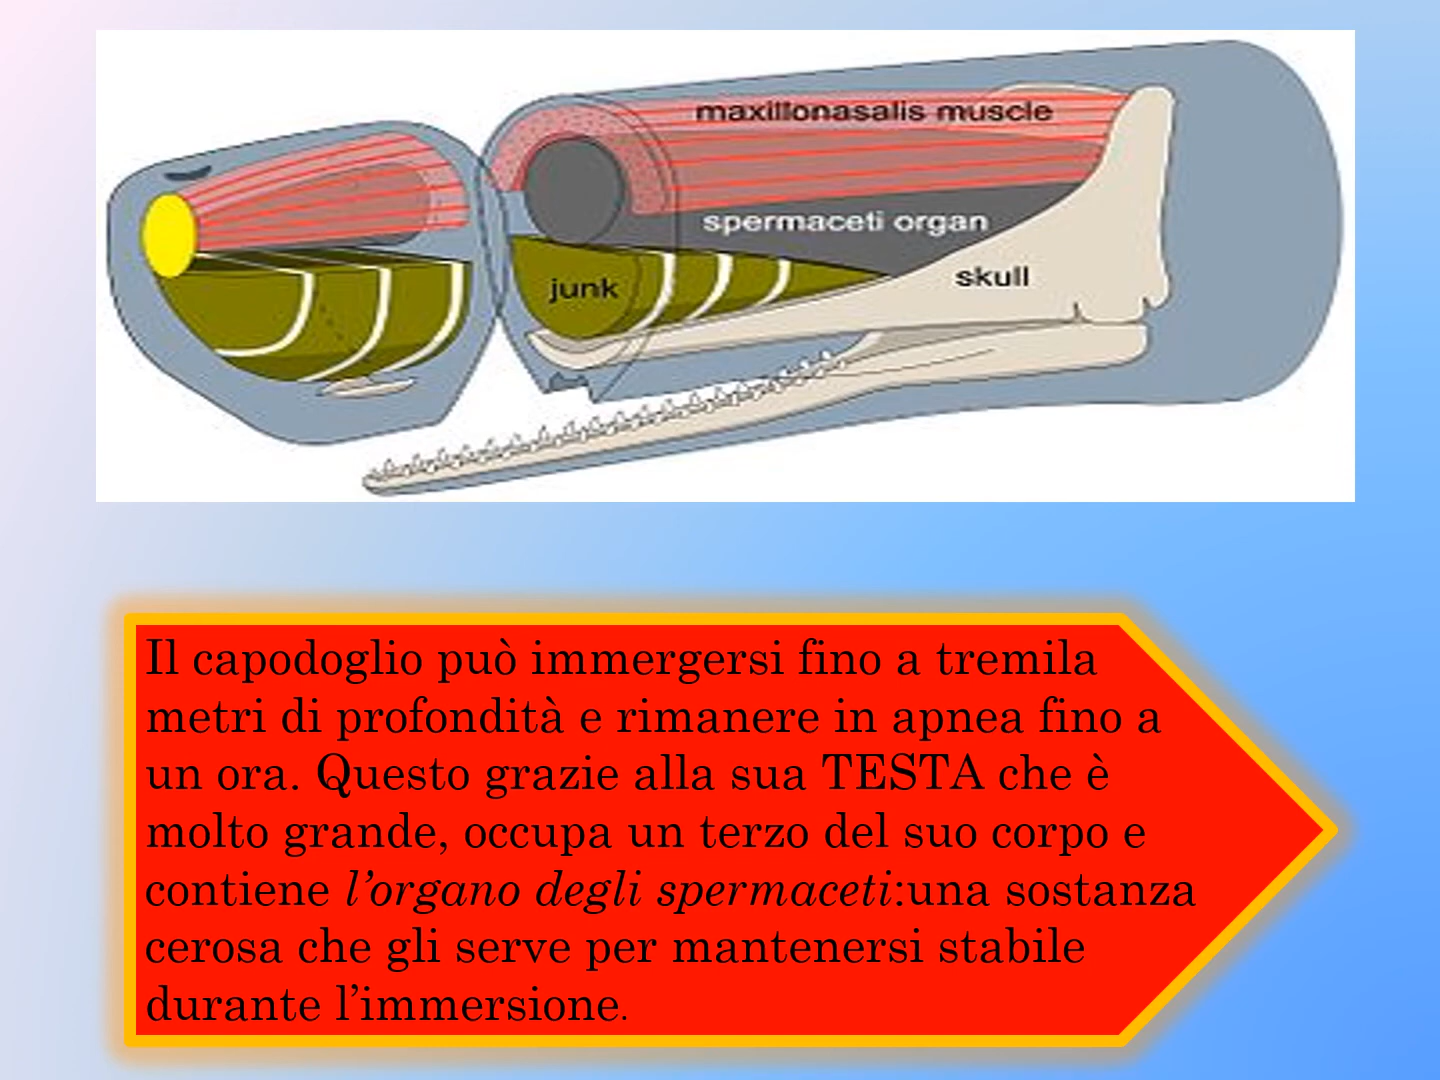 maxillonasalis muscle
spermaceti organ
junk
skull
Il capodoglio può immergersi fino a tremila
metri di profondità e rimanere in apnea fino a
un ora. Questo grazie alla sua TESTA che è
molto grande, occupa un terzo del suo corpo e
contiene l’organo degli spermaceti:una sostanza
cerosa che gli serve per mantenersi stabile
durante l’immersione.